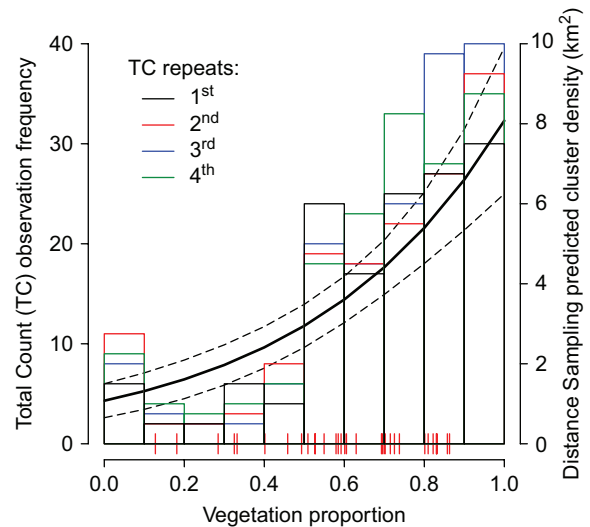 Total Count (TC) observation frequency
40
30
20
10
0
TC repeats:
1st
2nd
3rd
4th
10
8
6
4
2
0
Distance Sampling predicted cluster density (km2)
0.0 0.2 0.4 0.6 0.8 1.0
Vegetation proportion